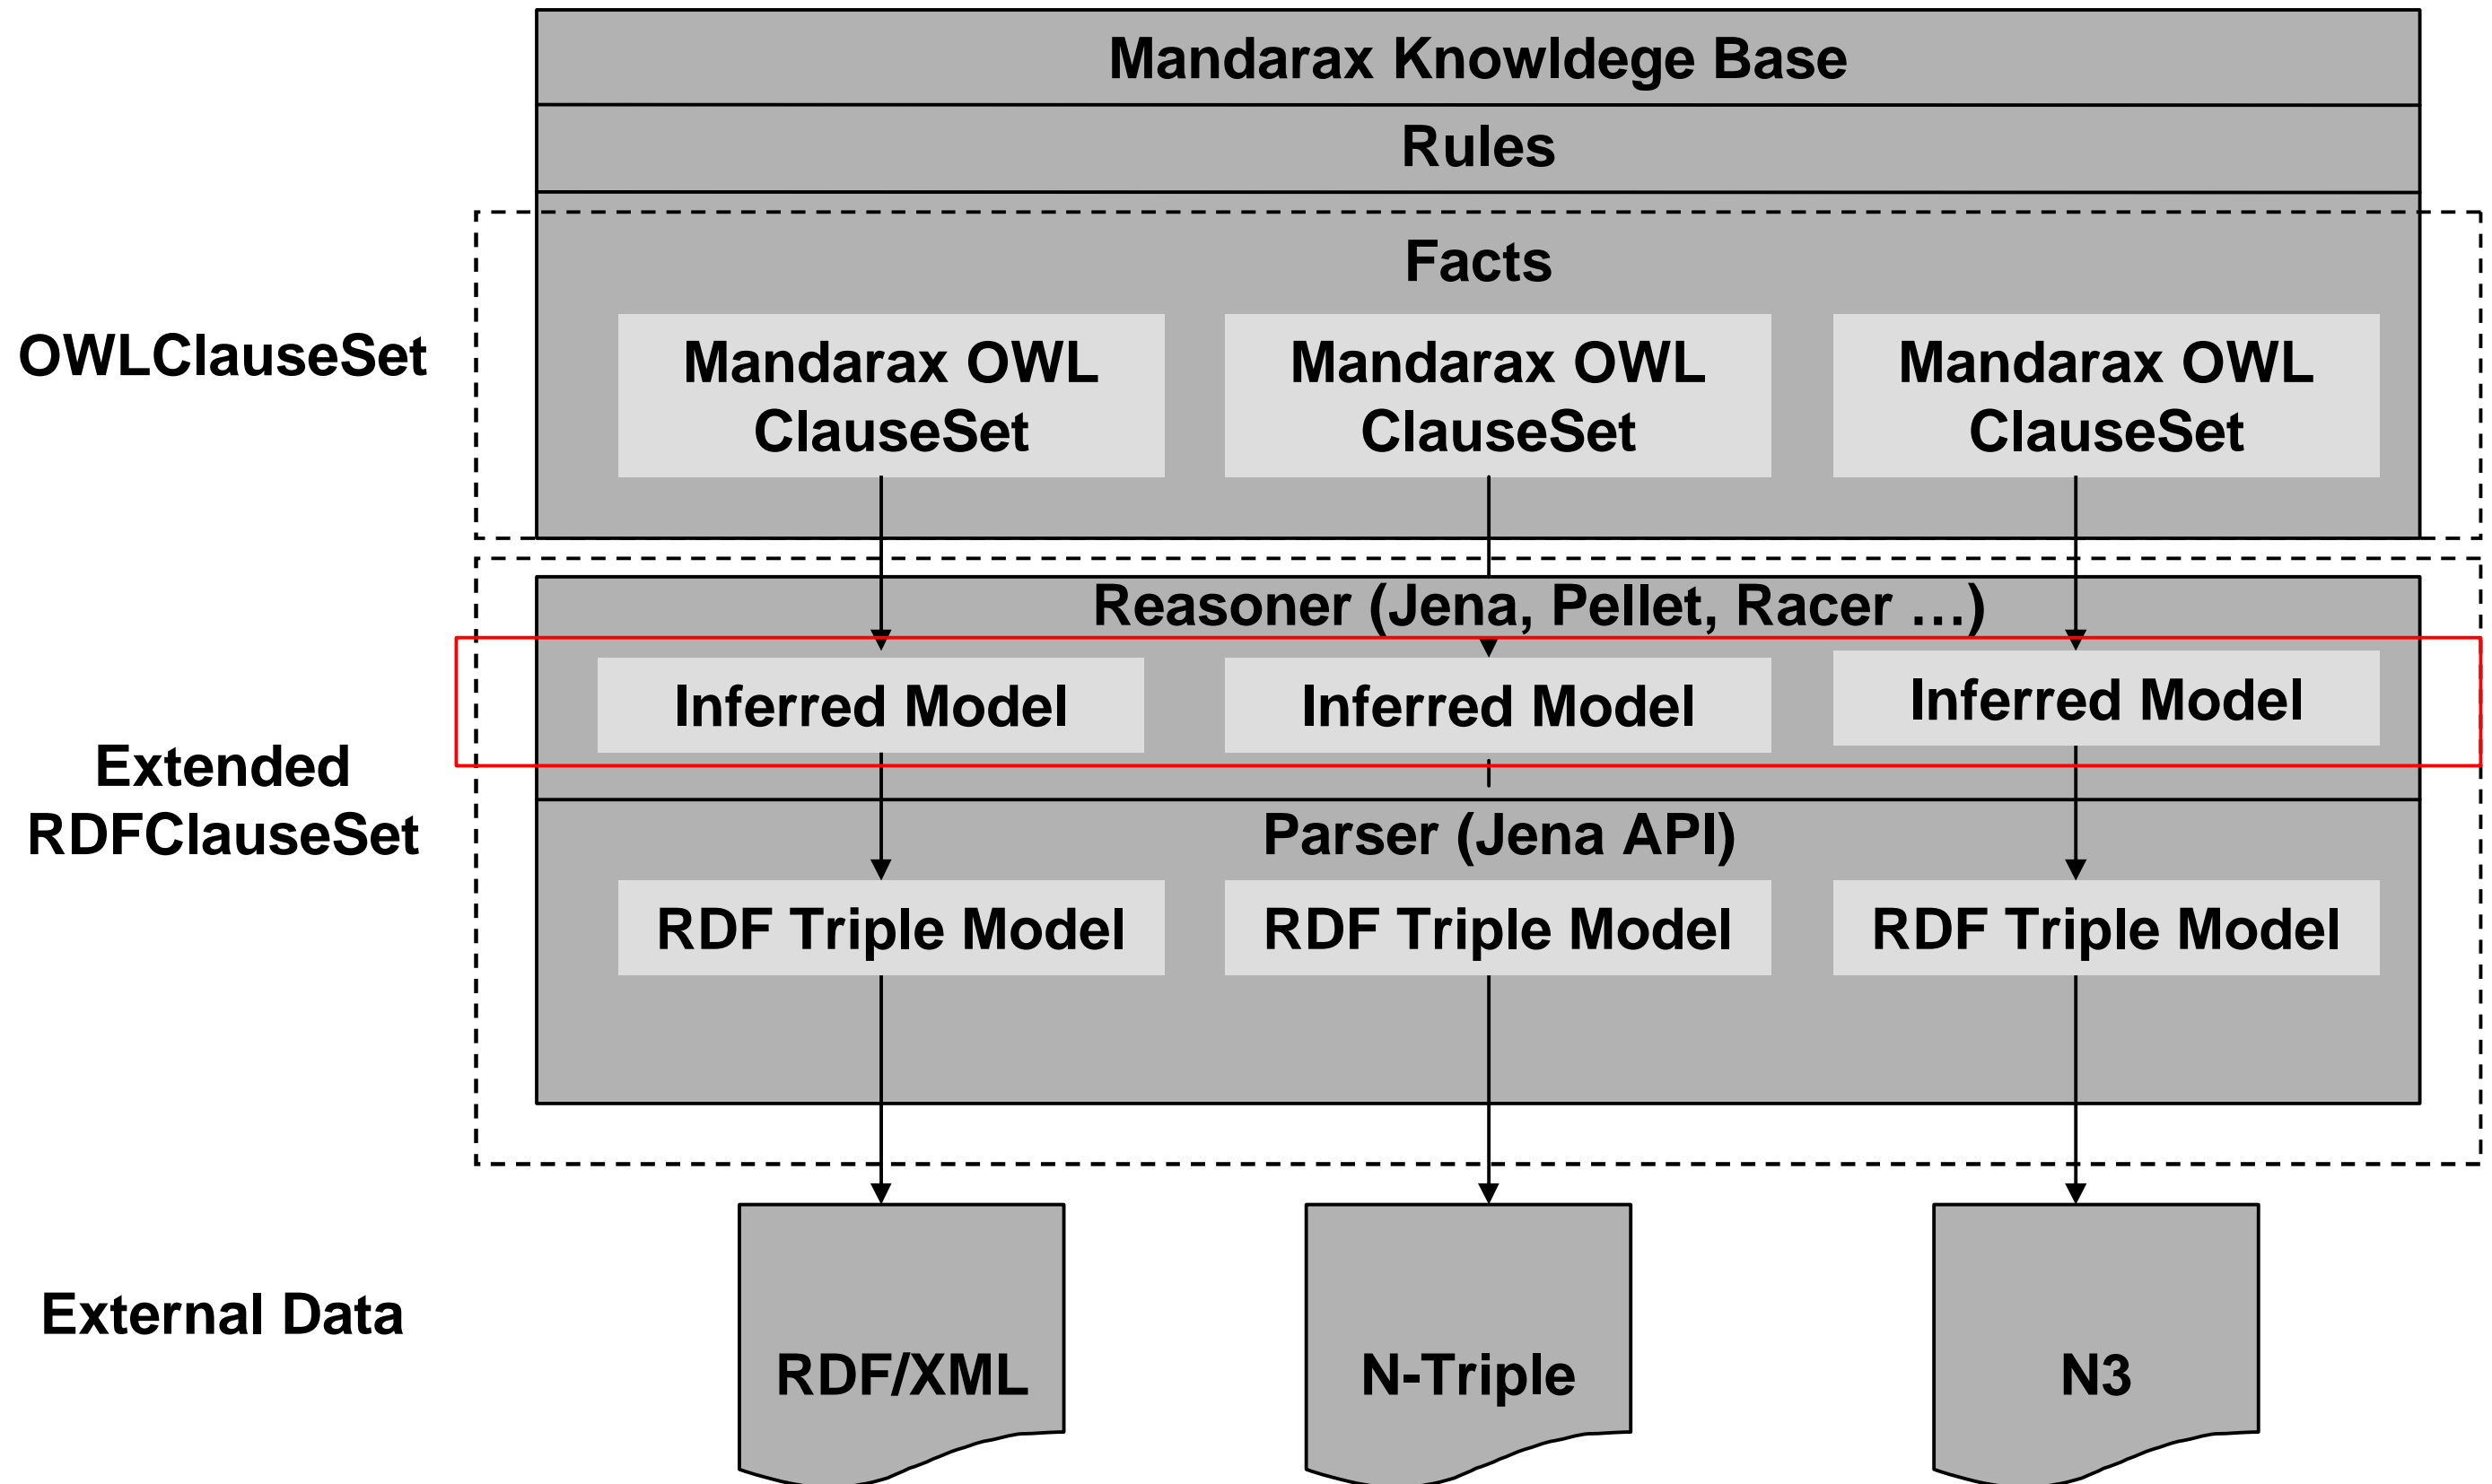 Mandarax Knowldege Base
Rules
Facts
OWLClauseSet
Mandarax OWL
ClauseSet
Mandarax OWL
ClauseSet
Mandarax OWL
ClauseSet
Reasoner (Jena, Pellet, Racer …)
Inferred Model
Inferred Model
Inferred Model
Extended
RDFClauseSet
Parser (Jena API)
RDF Triple Model
RDF Triple Model
RDF Triple Model
External Data
RDF/XML
N-Triple
N3